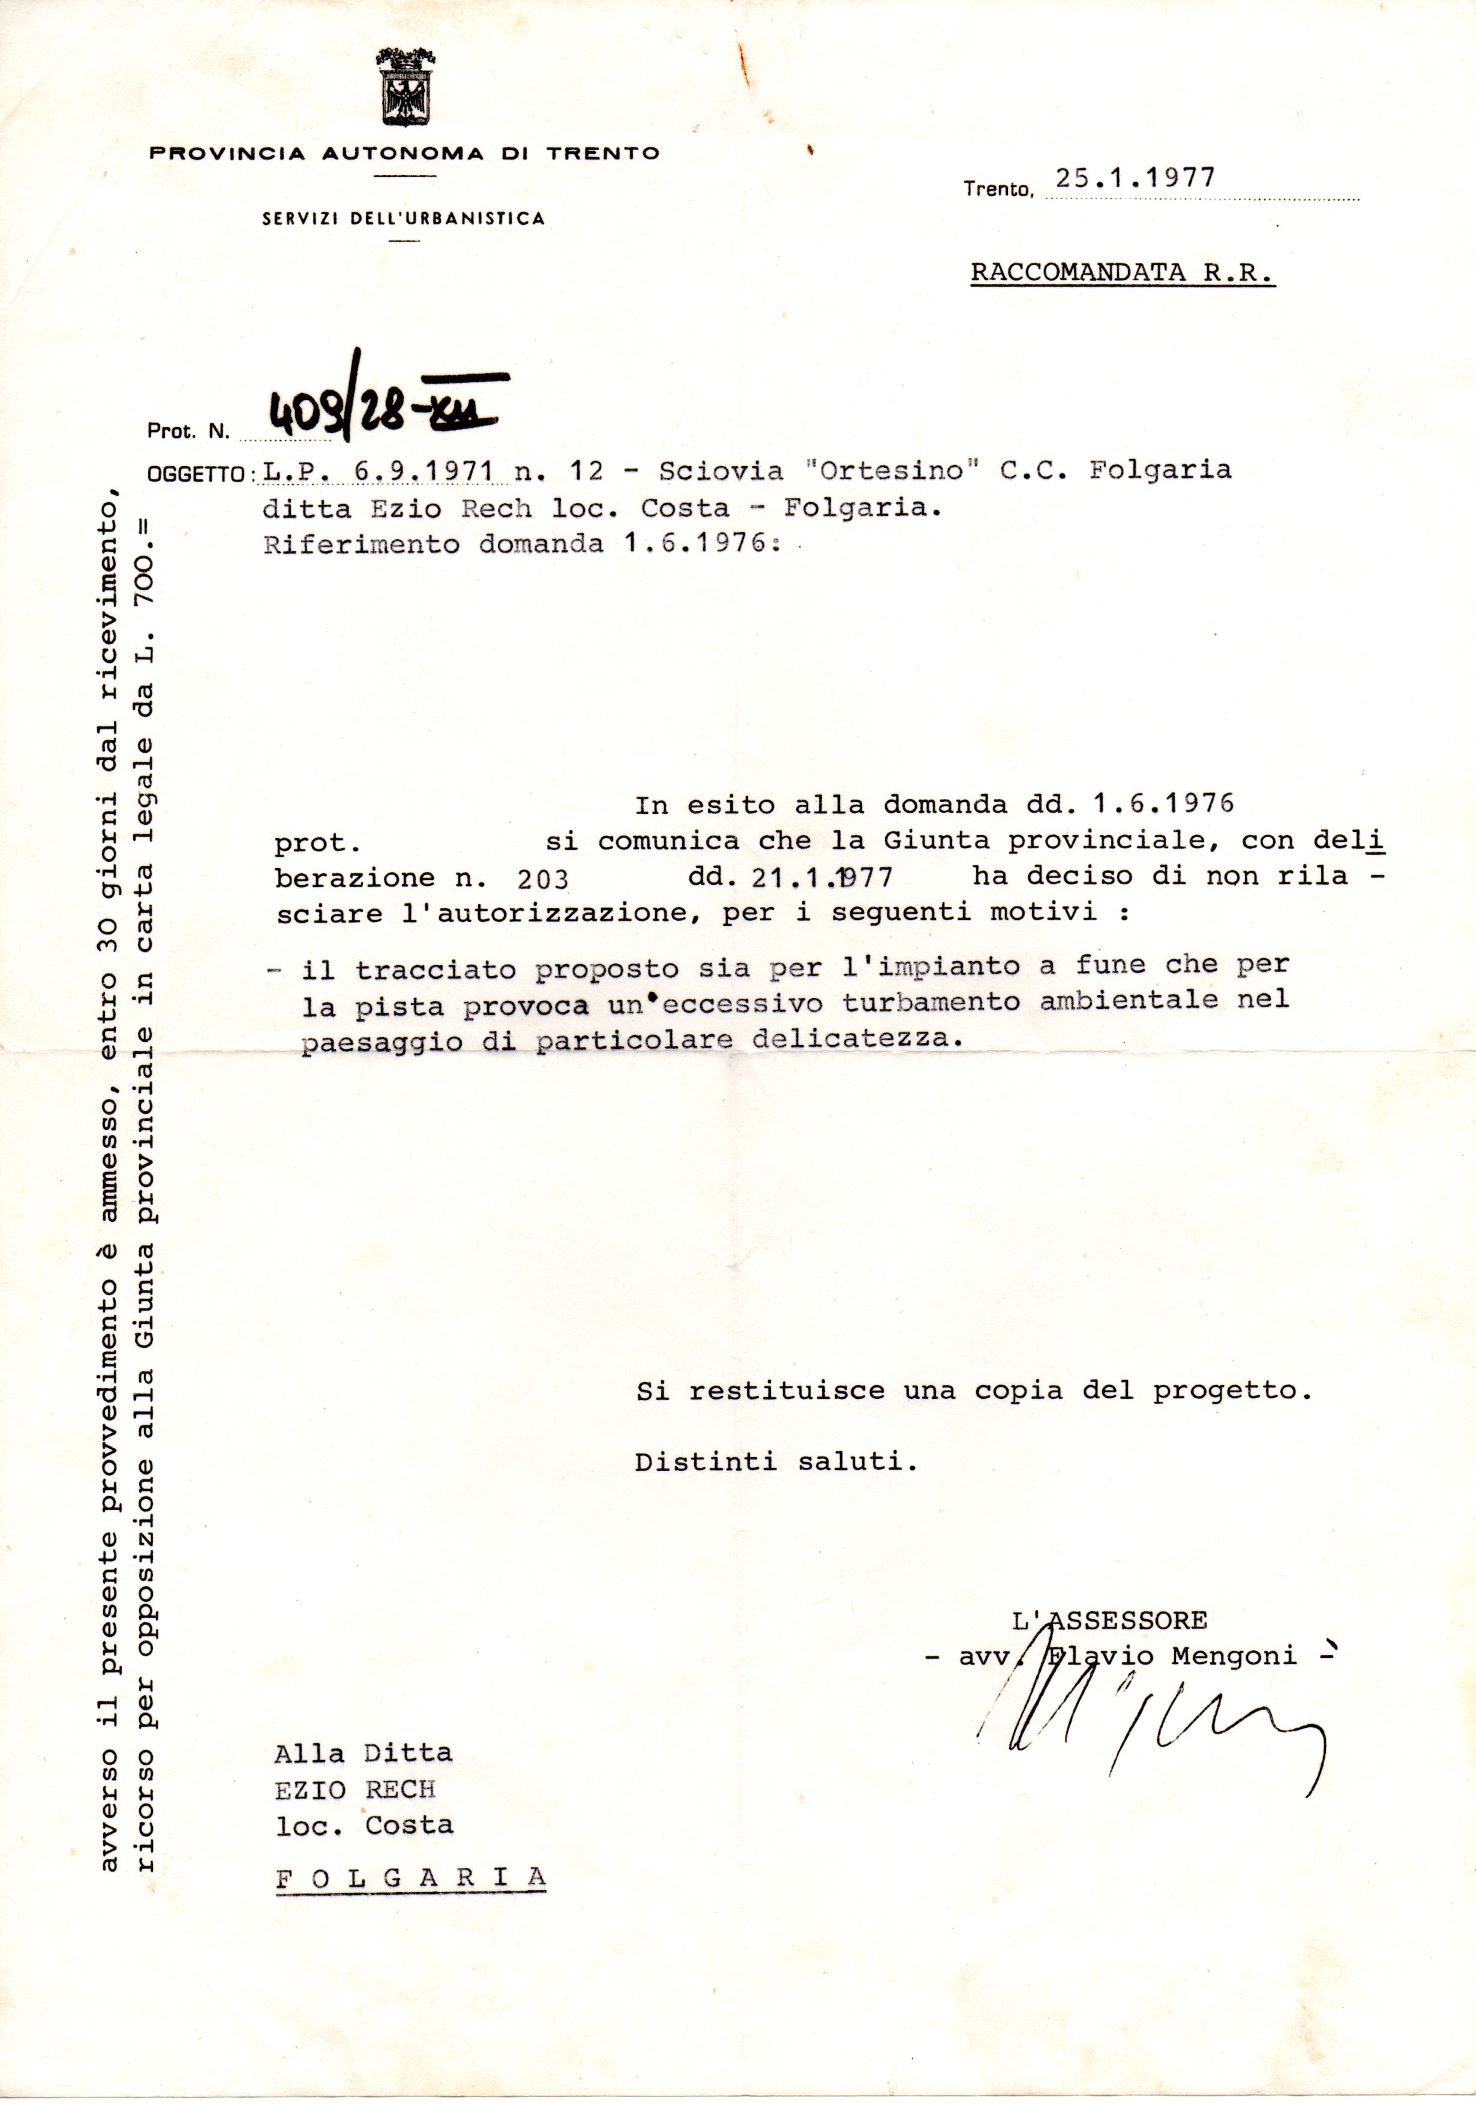 PROVINCIA AUTONOMA DI TRENTO
SERVIZI DELL'URBANISTICA
Trento, 25.1.1977
RACCOMANDATA R.R.
Prot. N. 409/28-XII
OGGETTO: L.P. 6.9.1971 n. 12 - Sciovia "Ortesino" C.C. Folgaria
ditta Ezio Rech loc. Costa - Folgaria.
Riferimento domanda 1.6.1976:
In esito alla domanda dd. 1.6.1976
prot. si comunica che la Giunta provinciale, con deli
berazione n. 203 dd. 21.1.1977 ha deciso di non rila -
sciare l'autorizzazione, per i seguenti motivi :
- il tracciato proposto sia per l'impianto a fune che per
la pista provoca un'eccessivo turbamento ambientale nel
paesaggio di particolare delicatezza.
Si restituisce una copia del progetto.
Distinti saluti.
L'ASSESSORE
- avv. Flavio Mengoni -
Alla Ditta
EZIO RECH
loc. Costa
F O L G A R I A
avverso il presente provvedimento è ammesso, entro 30 giorni dal ricevimento,
ricorso per opposizione alla Giunta provinciale in carta legale da L. 700.=